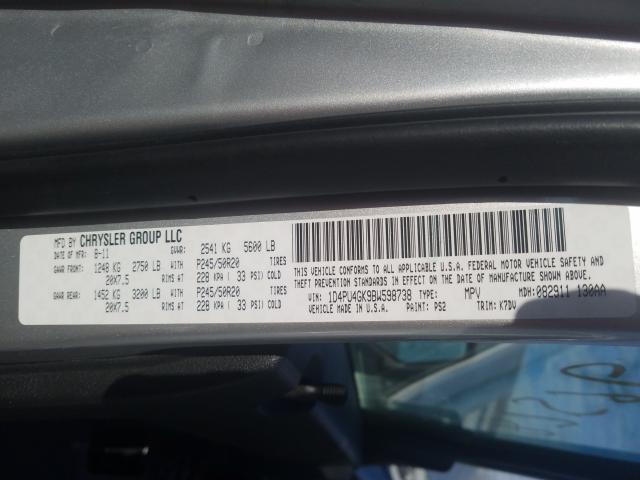 MFD BY CHRYSLER GROUP LLC
DATE OF MFR: 8-11 GVWR: 2541 KG 5600 LB
GAWR FRONT: 1248 KG 2750 LB WITH P245/50R20 TIRES
20X7.5 RIMS AT 228 KPA ( 33 PSI) COLD
GAWR REAR: 1452 KG 3200 LB WITH P245/50R20 TIRES
20X7.5 RIMS AT 228 KPA ( 33 PSI) COLD
THIS VEHICLE CONFORMS TO ALL APPLICABLE U.S.A. FEDERAL MOTOR VEHICLE SAFETY AND
THEFT PREVENTION STANDARDS IN EFFECT ON THE DATE OF MANUFACTURE SHOWN ABOVE.
VIN: 1D4PU4GK9BW598738 TYPE: MPV MDH: 082911 130AA
VEHICLE MADE IN U.S.A. PAINT: PS2 TRIM: K7DV